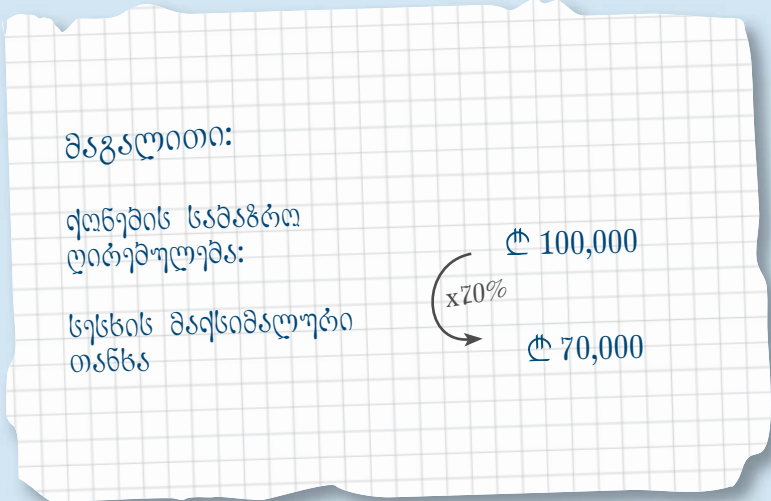 მაგალითი:
ქონების საბაზრო
ღირებულება:
₾ 100,000
x70%
სესხის მაქსიმალური
თანხა
₾ 70,000